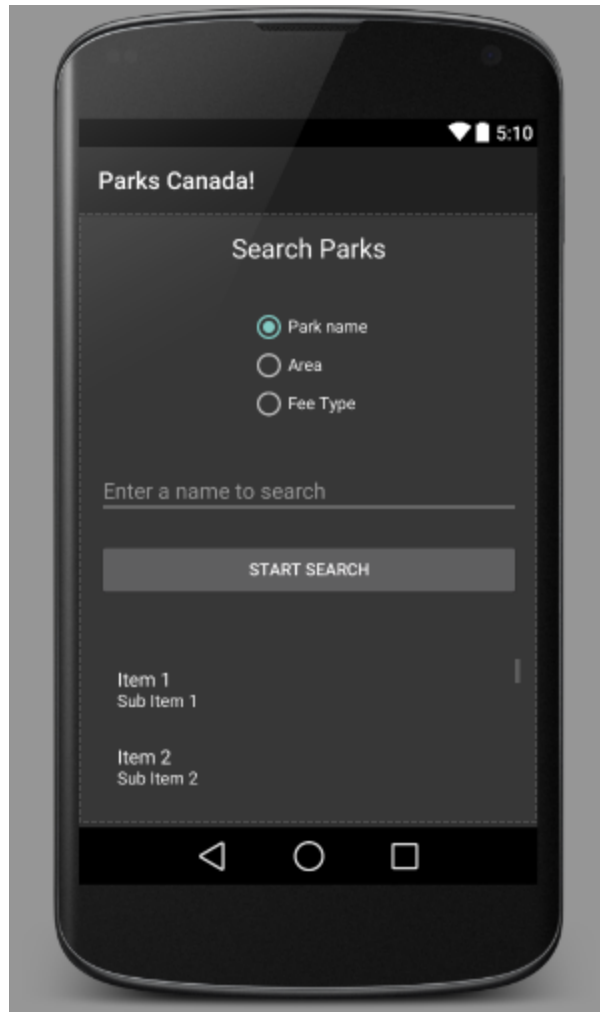 5:10
Parks Canada!
Search Parks
Park name
Area
Fee Type
Enter a name to search
START SEARCH
Item 1
Sub Item 1
Item 2
Sub Item 2